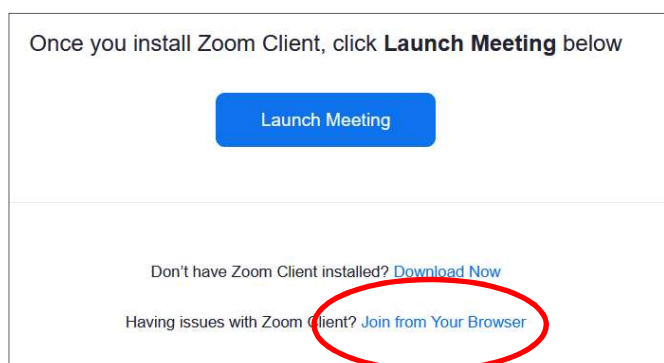 Once you install Zoom Client, click Launch Meeting below
Launch Meeting
Don’t have Zoom Client installed? Download Now
Having issues with Zoom Client? Join from Your Browser